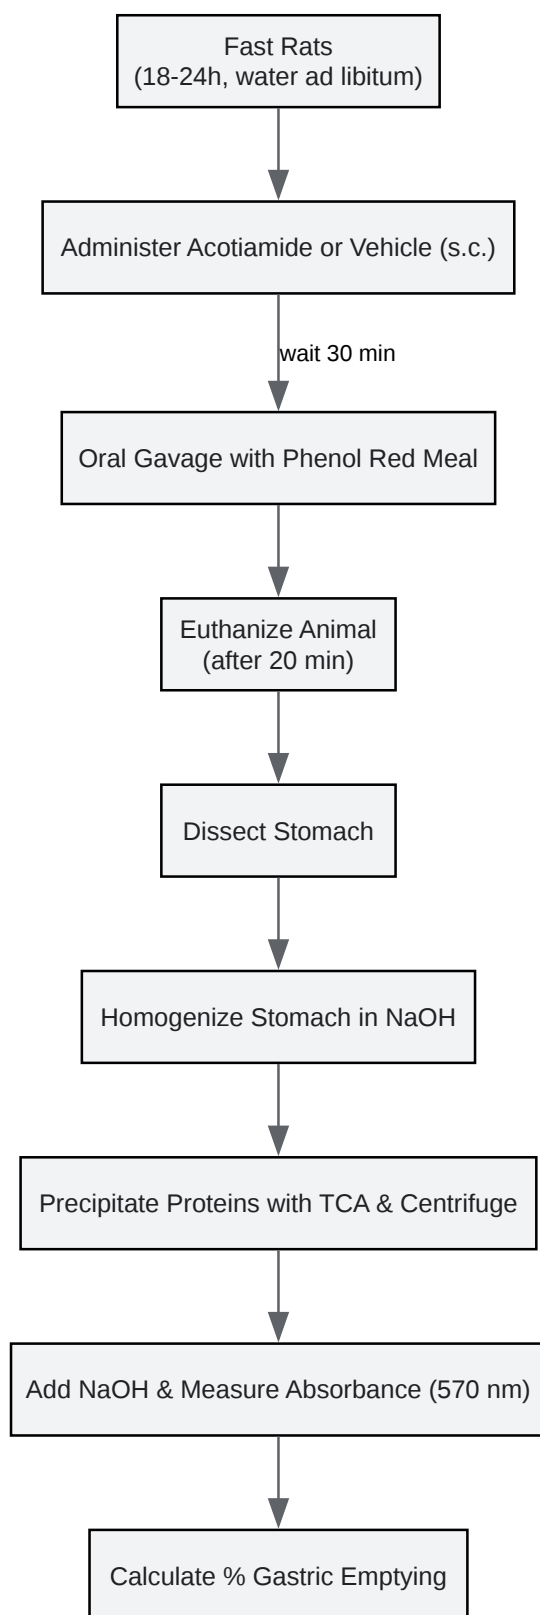 Fast Rats
(18-24h, water ad libitum)
Administer Acotiamide or Vehicle (s.c.)
wait 30 min
Oral Gavage with Phenol Red Meal
Euthanize Animal
(after 20 min)
Dissect Stomach
Homogenize Stomach in NaOH
Precipitate Proteins with TCA & Centrifuge
Add NaOH & Measure Absorbance (570 nm)
Calculate % Gastric Emptying